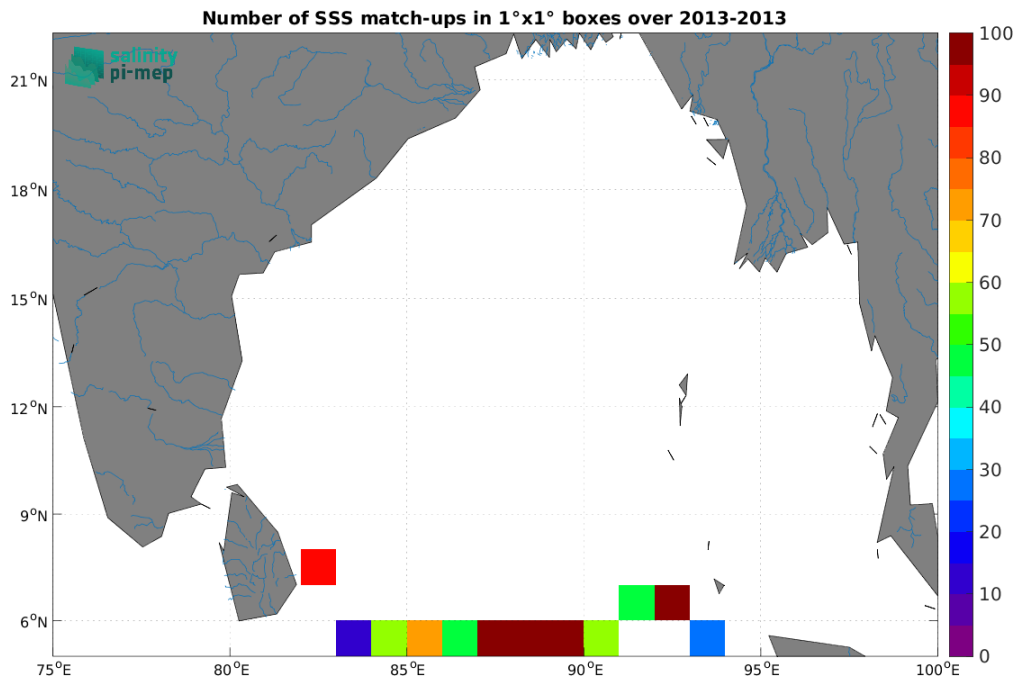 Number of SSS match-ups in 1°x1° boxes over 2013-2013
salinity
pi-mep
21°N
18°N
15°N
12°N
9°N
6°N
75°E 80°E 85°E 90°E 95°E 100°E
100
90
80
70
60
50
40
30
20
10
0